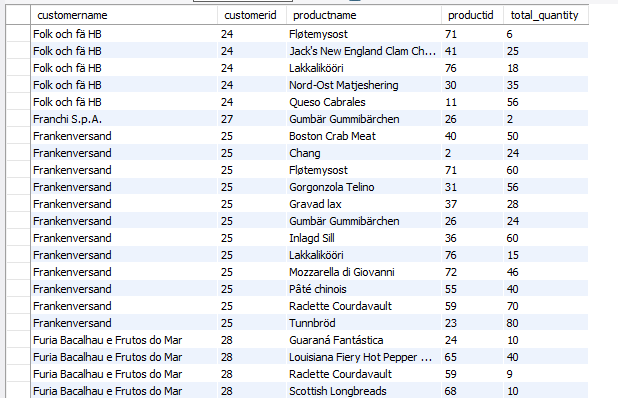 customername customerid productname productid total_quantity
Folk och fä HB 24 Fløtemysost 71 6
Folk och fä HB 24 Jack's New England Clam Ch... 41 25
Folk och fä HB 24 Lakkalikööri 76 18
Folk och fä HB 24 Nord-Ost Matjeshering 30 35
Folk och fä HB 24 Queso Cabrales 11 56
Franchi S.p.A. 27 Gumbär Gummibärchen 26 2
Frankenversand 25 Boston Crab Meat 40 50
Frankenversand 25 Chang 2 24
Frankenversand 25 Fløtemysost 71 60
Frankenversand 25 Gorgonzola Telino 31 56
Frankenversand 25 Gravad lax 37 28
Frankenversand 25 Gumbär Gummibärchen 26 24
Frankenversand 25 Inlagd Sill 36 60
Frankenversand 25 Lakkalikööri 76 15
Frankenversand 25 Mozzarella di Giovanni 72 46
Frankenversand 25 Pâté chinois 55 40
Frankenversand 25 Raclette Courdavault 59 70
Frankenversand 25 Tunnbröd 23 80
Furia Bacalhau e Frutos do Mar 28 Guaraná Fantástica 24 10
Furia Bacalhau e Frutos do Mar 28 Louisiana Fiery Hot Pepper ... 65 40
Furia Bacalhau e Frutos do Mar 28 Raclette Courdavault 59 9
Furia Bacalhau e Frutos do Mar 28 Scottish Longbreads 68 10